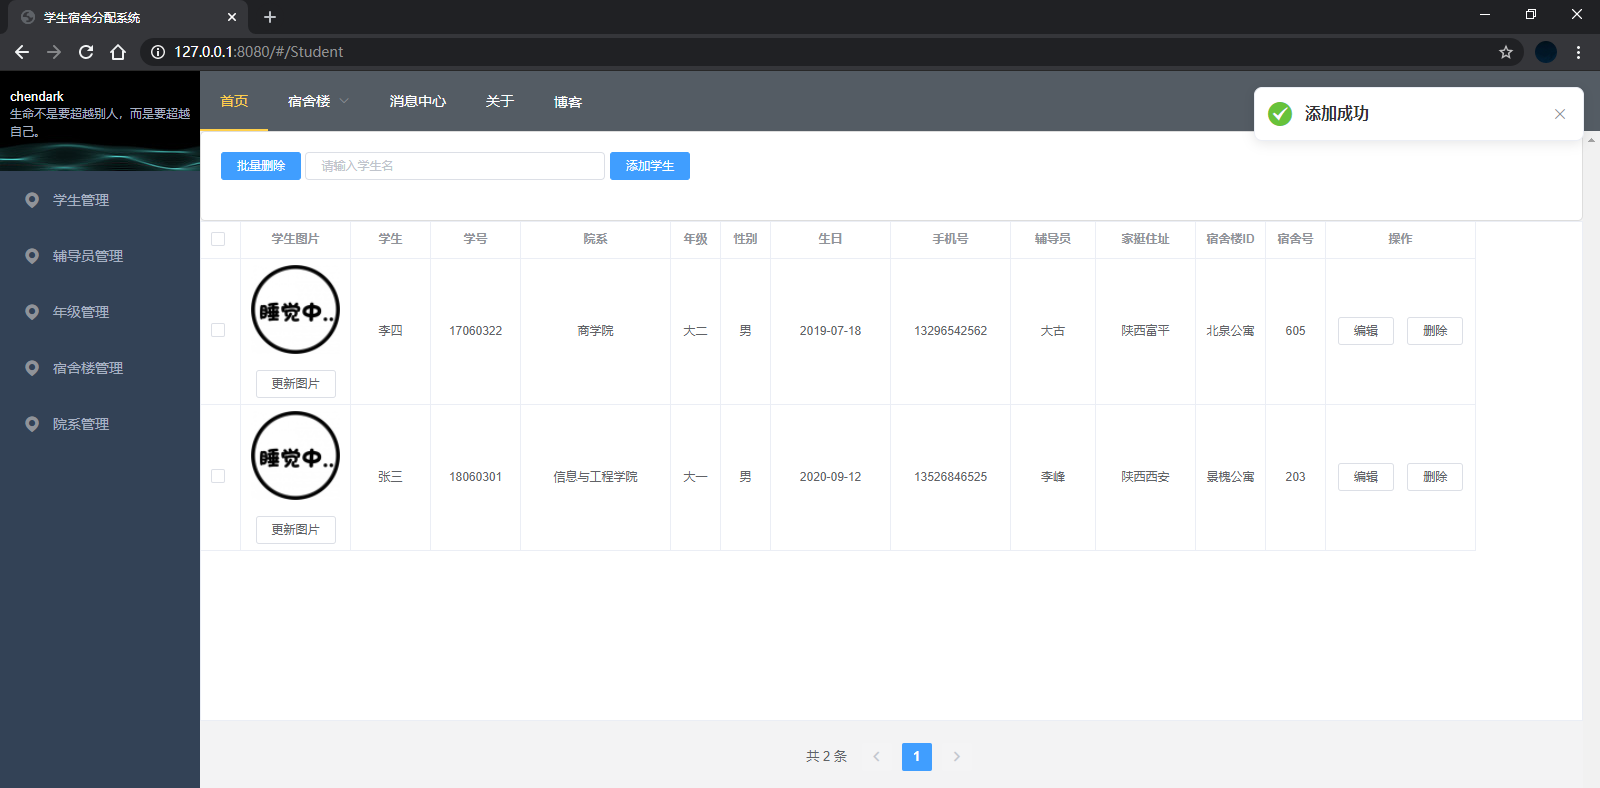 学生宿舍分配系统
127.0.0.1:8080/#/Student
chendark
生命不是要超越别人，而是要超越
自己。
首页 宿舍楼 消息中心 关于 博客
添加成功
批量删除 请输入学生名 添加学生
学生管理
辅导员管理
年级管理
宿舍楼管理
院系管理
学生图片 学生 学号 院系 年级 性别 生日 手机号 辅导员 家挺住址 宿舍楼ID 宿舍号 操作
睡觉中..
李四 17060322 商学院 大二 男 2019-07-18 13296542562 大古 陕西富平 北泉公寓 605 编辑 删除
更新图片
睡觉中..
张三 18060301 信息与工程学院 大一 男 2020-09-12 13526846525 李峰 陕西西安 景槐公寓 203 编辑 删除
更新图片
共 2 条 1